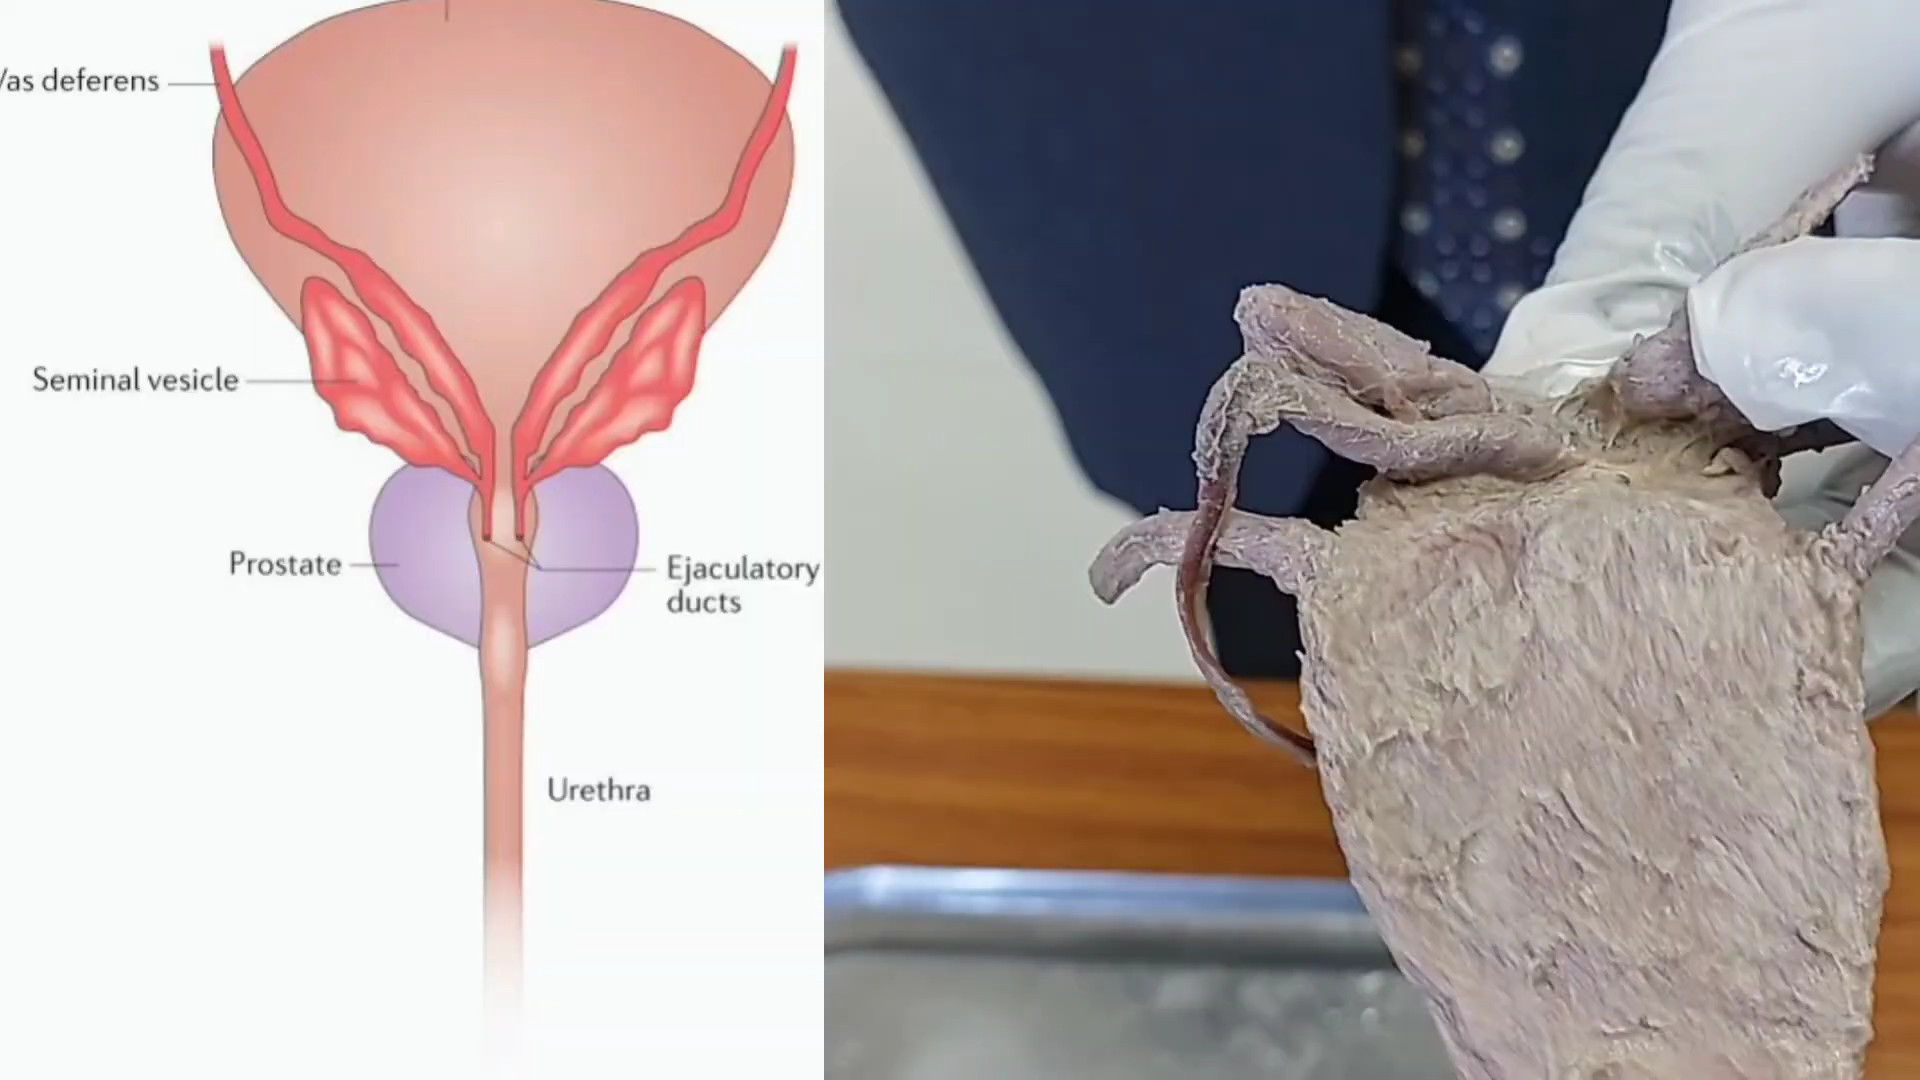 /as deferens
Seminal vesicle
Prostate
Ejaculatory
ducts
Urethra